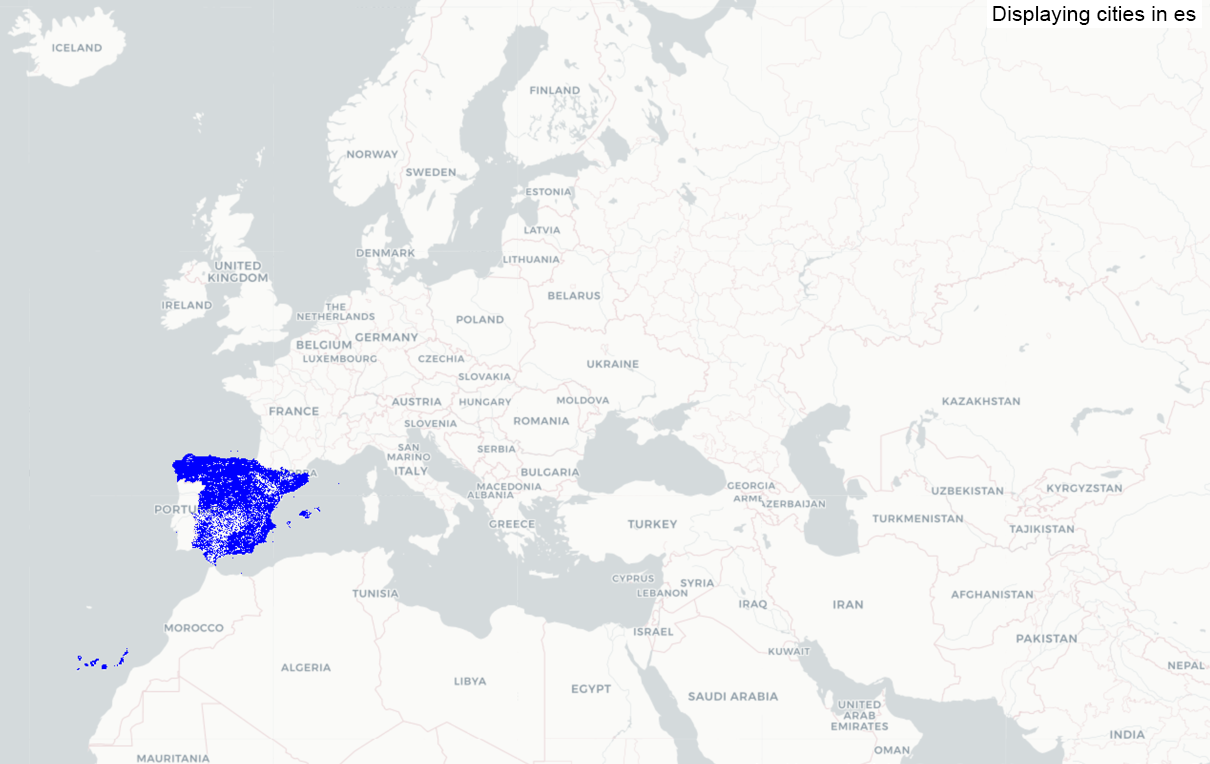 Displaying cities in es
ICELAND
FINLAND
NORWAY
SWEDEN
ESTONIA
LATVIA
DENMARK
LITHUANIA
UNITED
KINGDOM
IRELAND
THE
NETHERLANDS
BELARUS
POLAND
GERMANY
BELGIUM
LUXEMBOURG
CZECHIA
UKRAINE
SLOVAKIA
AUSTRIA
HUNGARY
MOLDOVA
KAZAKHSTAN
FRANCE
SLOVENIA
ROMANIA
SAN
MARINO
SERBIA
ITALY
BULGARIA
MACEDONIA
ALBANIA
GEORGIA
UZBEKISTAN
KYRGYZSTAN
PORTU
GREECE
TURKEY
ARME
AZERBAIJAN
TURKMENISTAN
TAJIKISTAN
CYPRUS
SYRIA
TUNISIA
LEBANON
IRAQ
IRAN
AFGHANISTAN
MOROCCO
ISRAEL
PAKISTAN
KUWAIT
ALGERIA
NEPAL
LIBYA
EGYPT
SAUDI ARABIA
UNITED
ARAB
EMIRATES
INDIA
OMAN
MAURITANIA